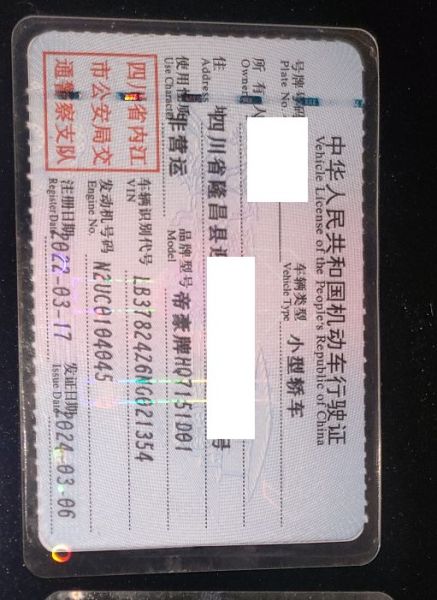 中华人民共和国机动车行驶证
Vehicle License of the People's Republic of China
号牌号码 车辆类型 小型轿车
Plate No. Vehicle Type
所有人
Owner
住址 四川省隆昌县 号
Address
使用性质 非营运 品牌型号 帝豪牌HQ7151D01
Use Character Model
四川省内江
市公安局交
通警察支队
车辆识别代号 LB37824Z6NG021354
VIN
发动机号码 N2UC0104045
Engine No.
注册日期 2022-03-17 发证日期 2024-03-06
Register Date Issue Date